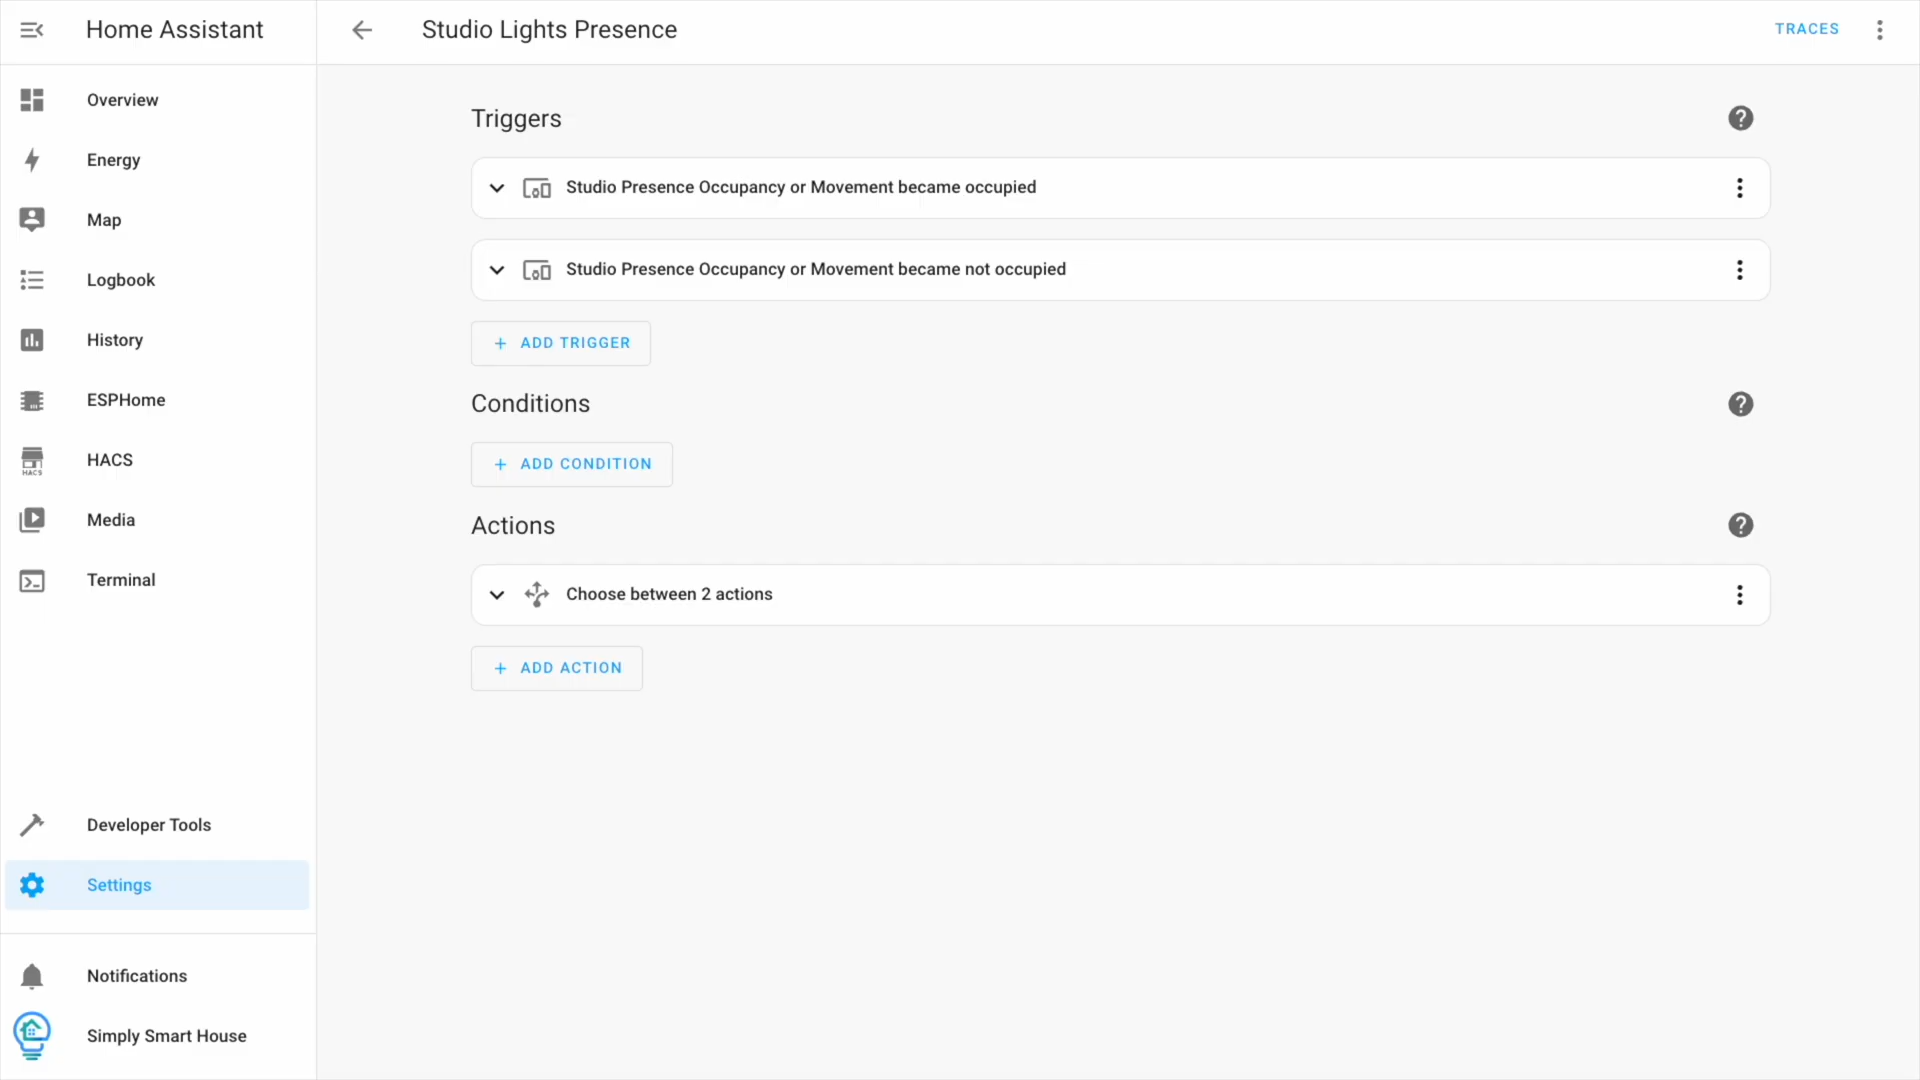 Home Assistant
Studio Lights Presence
TRACES
Overview
Energy
Map
Logbook
History
ESPHome
HACS
HACS
Media
Terminal
Developer Tools
Settings
Notifications
Simply Smart House
Triggers
Studio Presence Occupancy or Movement became occupied
Studio Presence Occupancy or Movement became not occupied
+ ADD TRIGGER
Conditions
+ ADD CONDITION
Actions
Choose between 2 actions
+ ADD ACTION